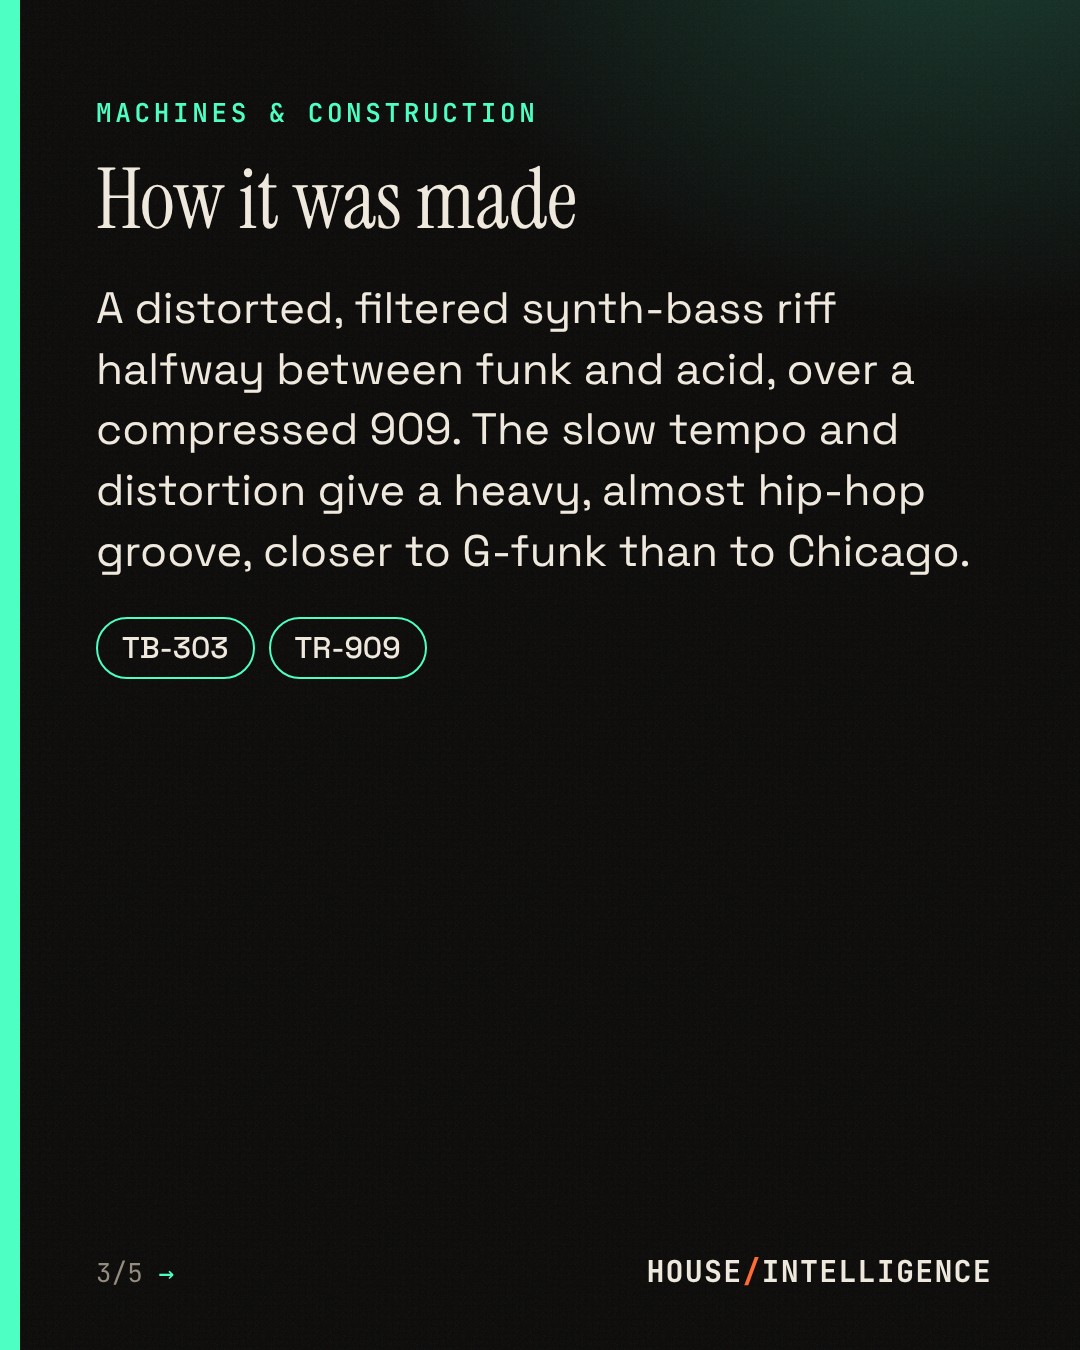 MACHINES & CONSTRUCTION
How it was made
A distorted, filtered synth-bass riff
halfway between funk and acid, over a
compressed 909. The slow tempo and
distortion give a heavy, almost hip-hop
groove, closer to G-funk than to Chicago.
TB-303 TR-909
3/5 → HOUSE/INTELLIGENCE